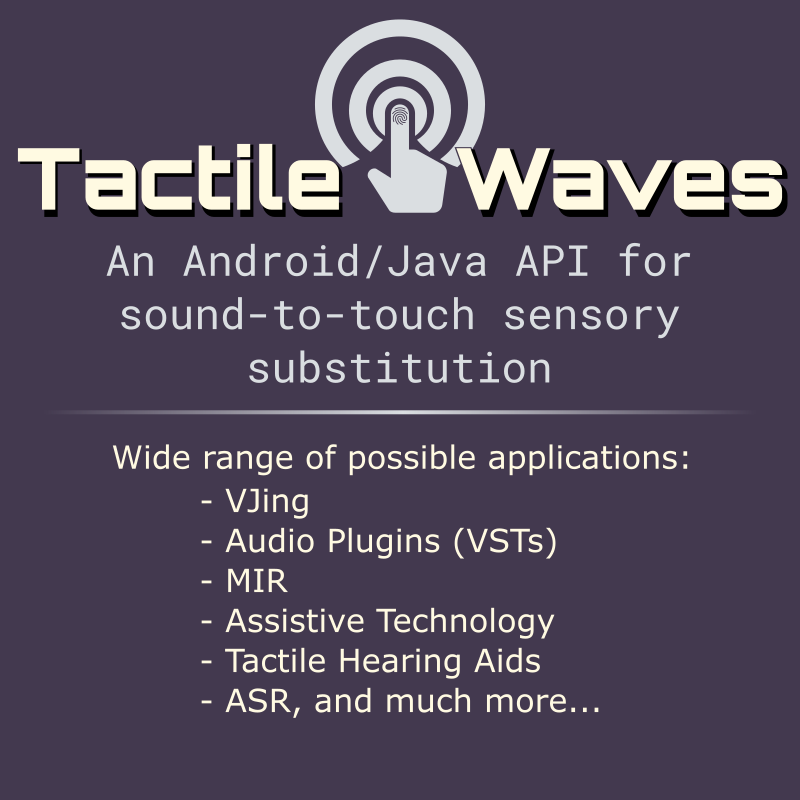 Tactile Waves
An Android/Java API for
sound-to-touch sensory
substitution
Wide range of possible applications:
- VJing
- Audio Plugins (VSTs)
- MIR
- Assistive Technology
- Tactile Hearing Aids
- ASR, and much more...